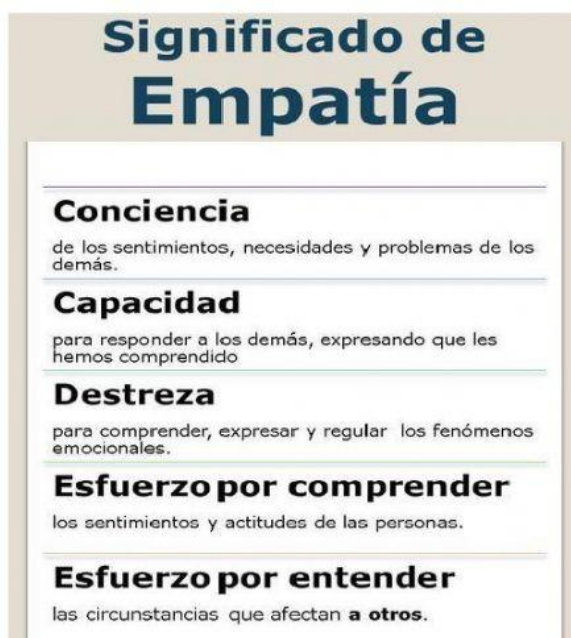 Significado de
Empatía
Conciencia
de los sentimientos, necesidades y problemas de los
demás.
Capacidad
para responder a los demás, expresando que les
hemos comprendido
Destreza
para comprender, expresar y regular los fenómenos
emocionales.
Esfuerzo por comprender
los sentimientos y actitudes de las personas.
Esfuerzo por entender
las circunstancias que afectan a otros.